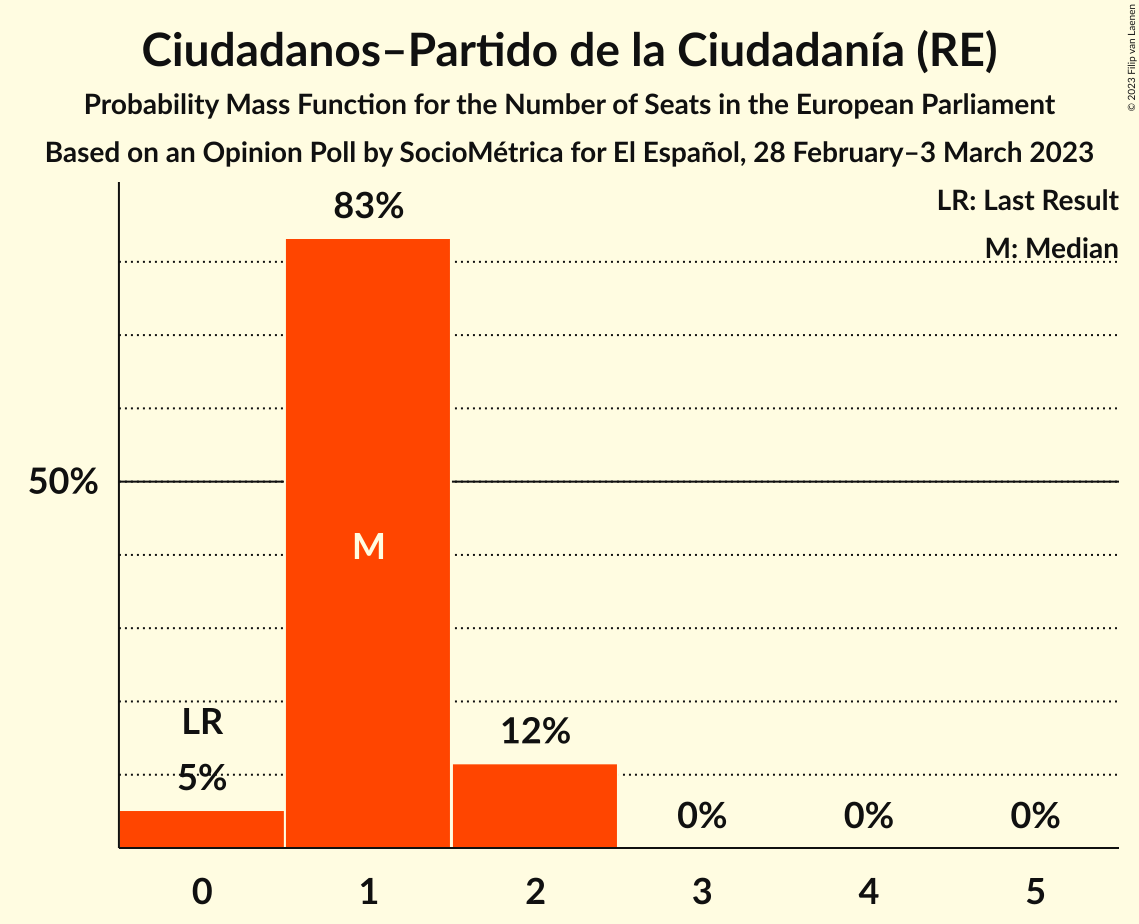 Ciudadanos–Partido de la Ciudadanía (RE)
Probability Mass Function for the Number of Seats in the European Parliament
Based on an Opinion Poll by SocioMétrica for El Español, 28 February–3 March 2023
© 2023 Filip van Laenen
LR: Last Result
M: Median
83%
50%
M
LR
5%
12%
0%
0%
0%
0
1
2
3
4
5